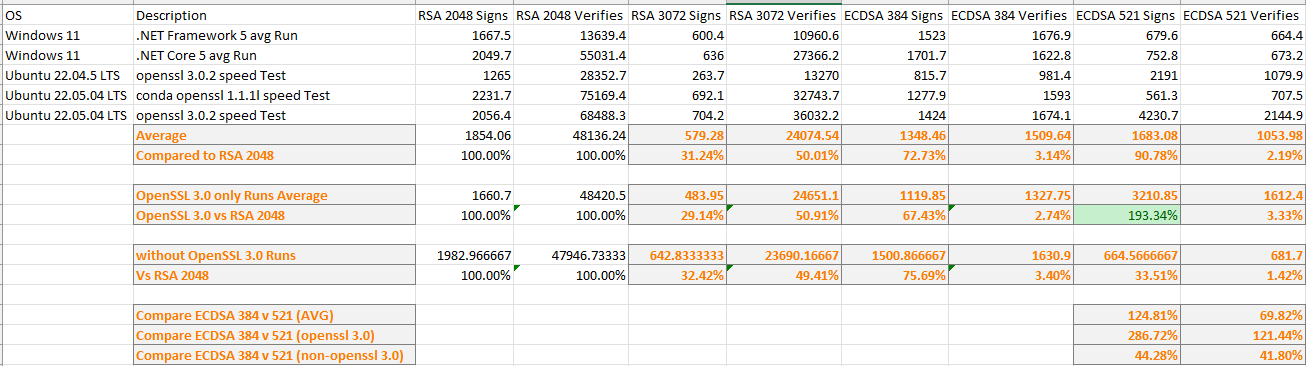 OS Description RSA 2048 Signs RSA 2048 Verifies RSA 3072 Signs RSA 3072 Verifies ECDSA 384 Signs ECDSA 384 Verifies ECDSA 521 Signs ECDSA 521 Verifies
Windows 11 .NET Framework 5 avg Run 1667.5 13639.4 600.4 10960.6 1523 1676.9 679.6 664.4
Windows 11 .NET Core 5 avg Run 2049.7 55031.4 636 27366.2 1701.7 1622.8 752.8 673.2
Ubuntu 22.04.5 LTS openssl 3.0.2 speed Test 1265 28352.7 263.7 13270 815.7 981.4 2191 1079.9
Ubuntu 22.05.04 LTS conda openssl 1.1.1l speed Test 2231.7 75169.4 692.1 32743.7 1277.9 1593 561.3 707.5
Ubuntu 22.05.04 LTS openssl 3.0.2 speed Test 2056.4 68488.3 704.2 36032.2 1424 1674.1 4230.7 2144.9
Average 1854.06 48136.24 579.28 24074.54 1348.46 1509.64 1683.08 1053.98
Compared to RSA 2048 100.00% 100.00% 31.24% 50.01% 72.73% 3.14% 90.78% 2.19%
OpenSSL 3.0 only Runs Average 1660.7 48420.5 483.95 24651.1 1119.85 1327.75 3210.85 1612.4
OpenSSL 3.0 vs RSA 2048 100.00% 100.00% 29.14% 50.91% 67.43% 2.74% 193.34% 3.33%
without OpenSSL 3.0 Runs 1982.966667 47946.73333 642.8333333 23690.16667 1500.866667 1630.9 664.5666667 681.7
Vs RSA 2048 100.00% 100.00% 32.42% 49.41% 75.69% 3.40% 33.51% 1.42%
Compare ECDSA 384 v 521 (AVG) 124.81% 69.82%
Compare ECDSA 384 v 521 (openssl 3.0) 286.72% 121.44%
Compare ECDSA 384 v 521 (non-openssl 3.0) 44.28% 41.80%